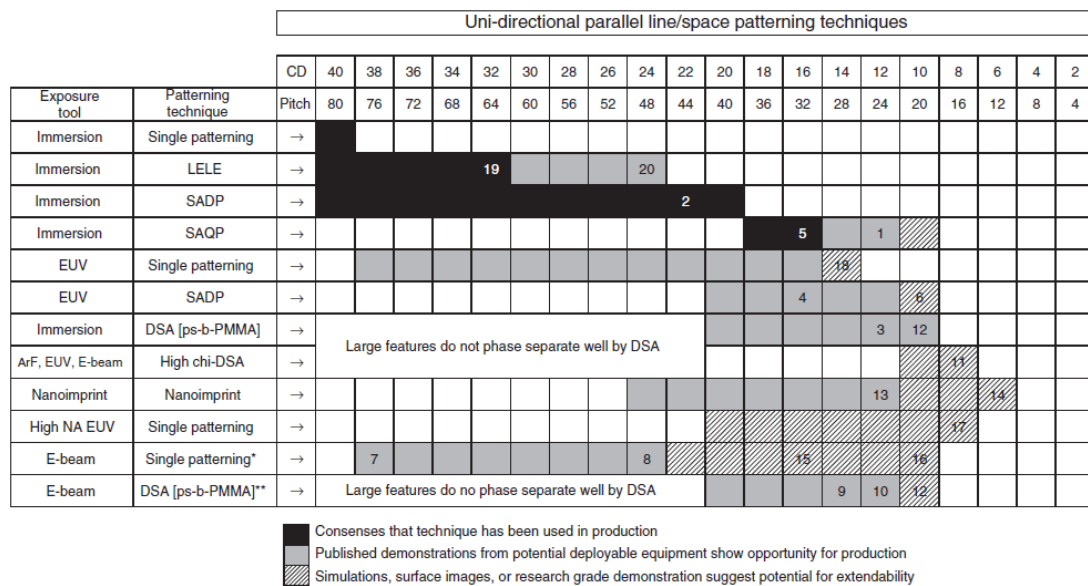 Uni-directional parallel line/space patterning techniques
CD 40 38 36 34 32 30 28 26 24 22 20 18 16 14 12 10 8 6 4 2
Exposure tool Patterning technique Pitch 80 76 72 68 64 60 56 52 48 44 40 36 32 28 24 20 16 12 8 4
Immersion Single patterning →
Immersion LELE → 19 20
Immersion SADP → 2
Immersion SAQP → 5 1
EUV Single patterning → 18
EUV SADP → 4 6
Immersion DSA [ps-b-PMMA] → 3 12
Large features do not phase separate well by DSA
ArF, EUV, E-beam High chi-DSA → 11
Nanoimprint Nanoimprint → 13 14
High NA EUV Single patterning → 17
E-beam Single patterning* → 7 8 15 16
E-beam DSA [ps-b-PMMA]** → Large features do no phase separate well by DSA 9 10 12
Consenses that technique has been used in production
Published demonstrations from potential deployable equipment show opportunity for production
Simulations, surface images, or research grade demonstration suggest potential for extendability